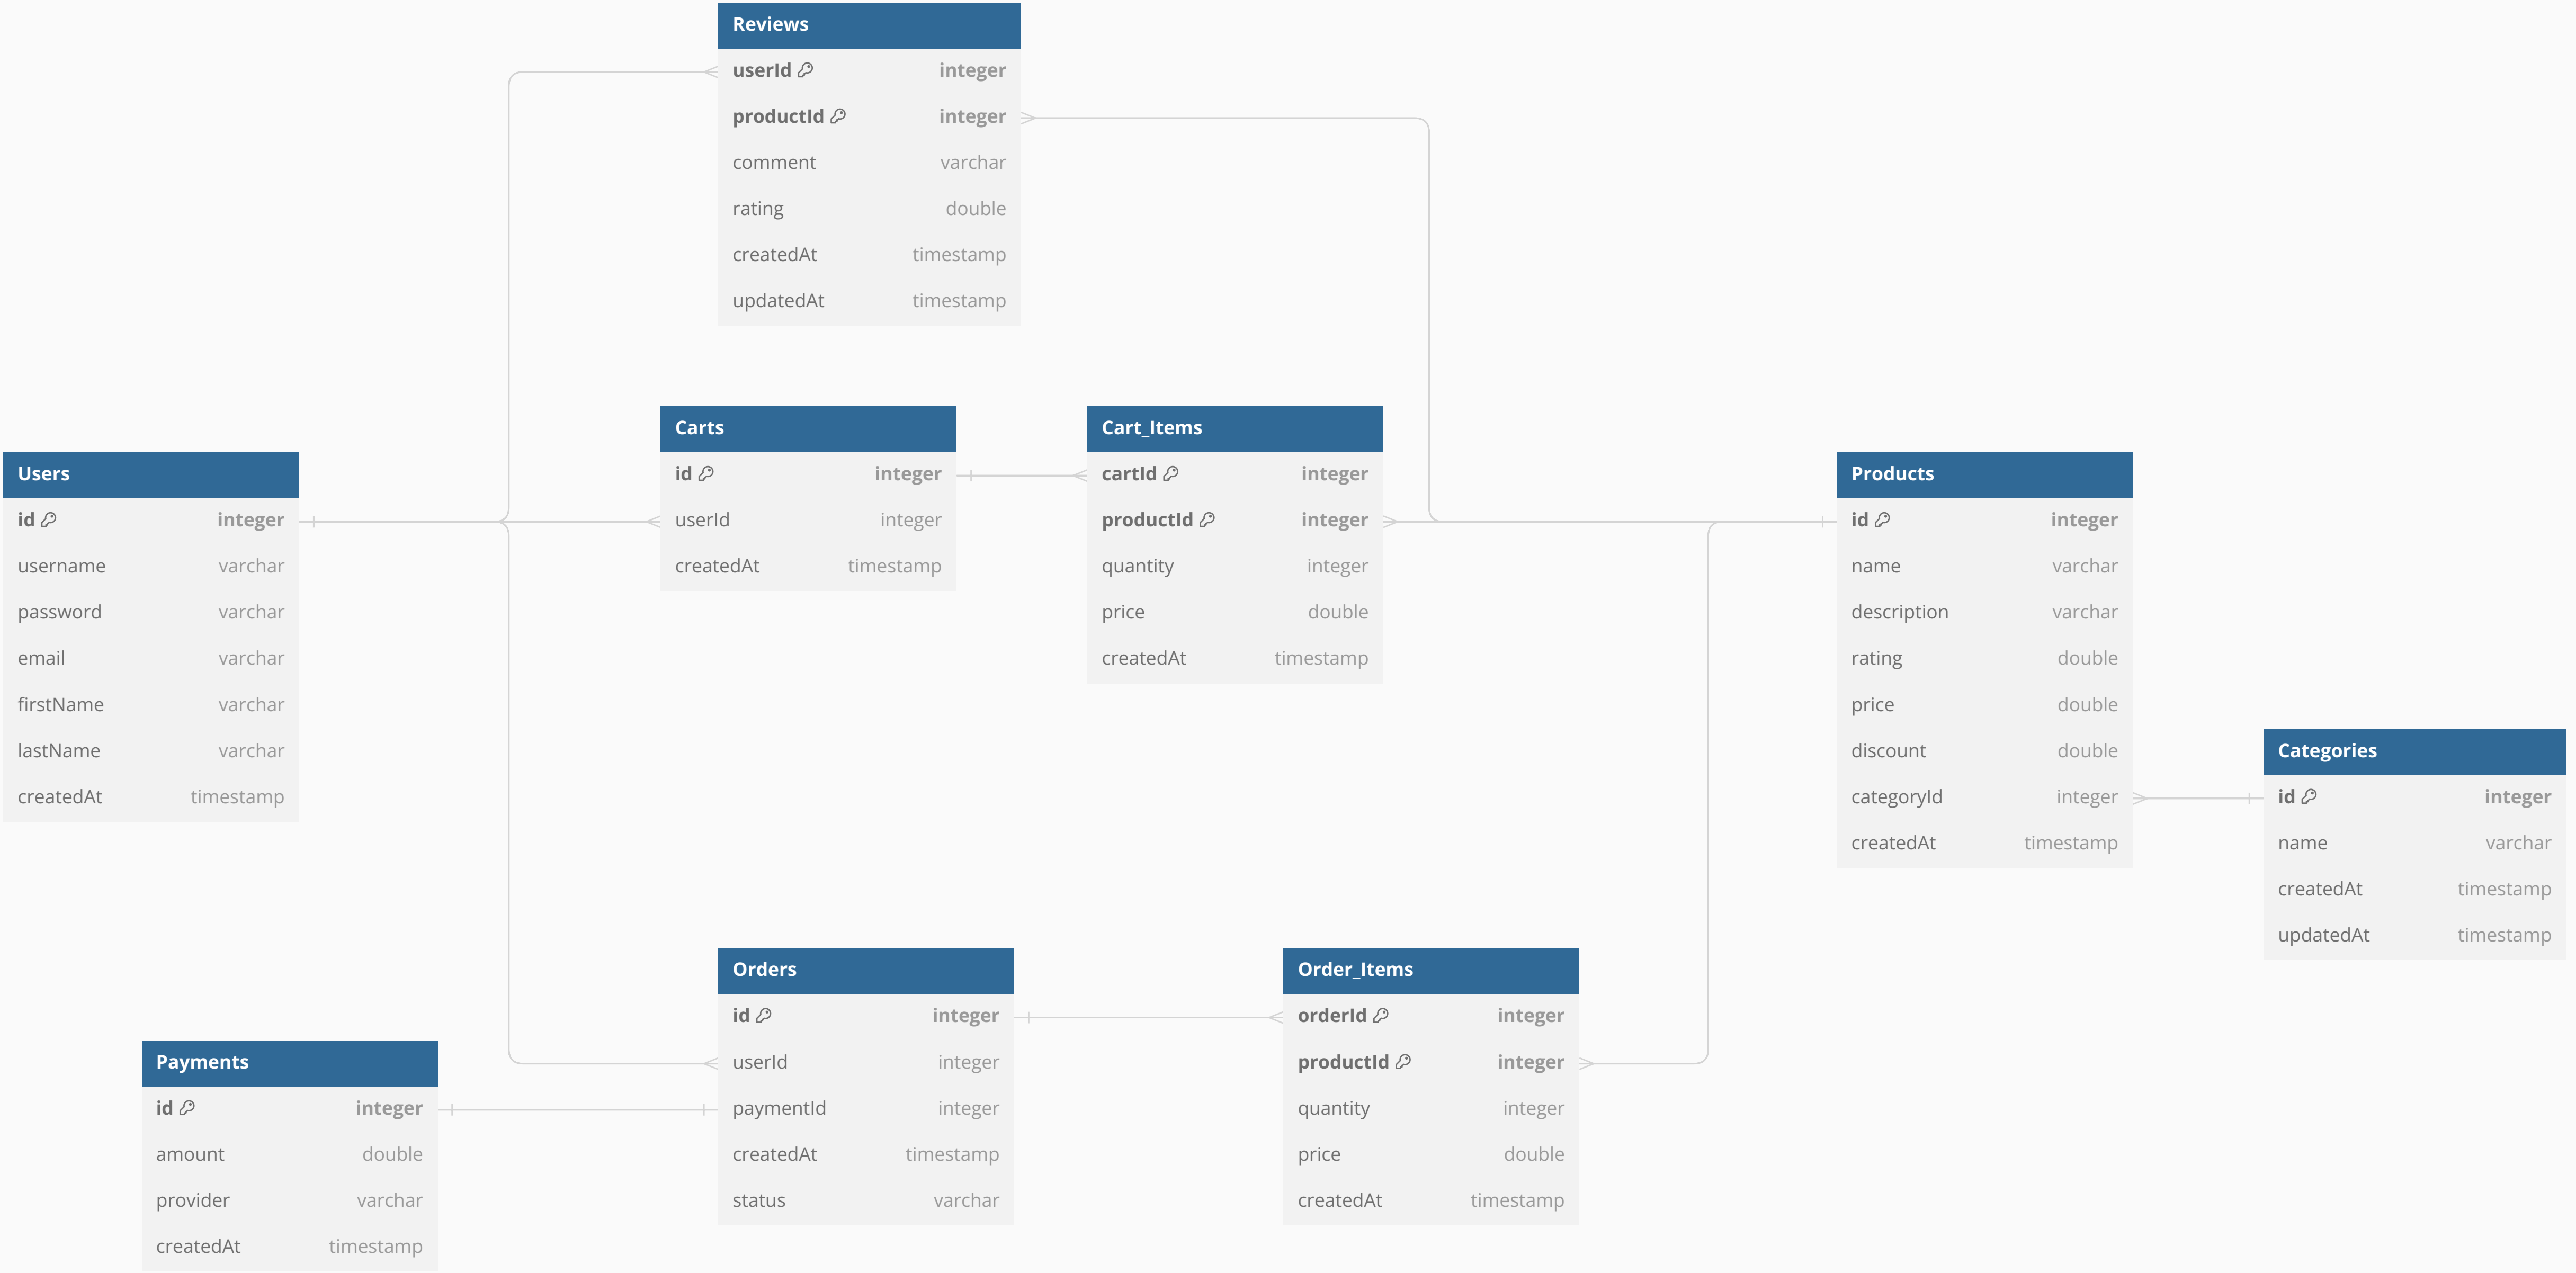 Reviews
userId integer
productId integer
comment varchar
rating double
createdAt timestamp
updatedAt timestamp
Users
id integer
username varchar
password varchar
email varchar
firstName varchar
lastName varchar
createdAt timestamp
Carts
id integer
userId integer
createdAt timestamp
Cart_Items
cartId integer
productId integer
quantity integer
price double
createdAt timestamp
Products
id integer
name varchar
description varchar
rating double
price double
discount double
categoryId integer
createdAt timestamp
Categories
id integer
name varchar
createdAt timestamp
updatedAt timestamp
Payments
id integer
amount double
provider varchar
createdAt timestamp
Orders
id integer
userId integer
paymentId integer
createdAt timestamp
status varchar
Order_Items
orderId integer
productId integer
quantity integer
price double
createdAt timestamp